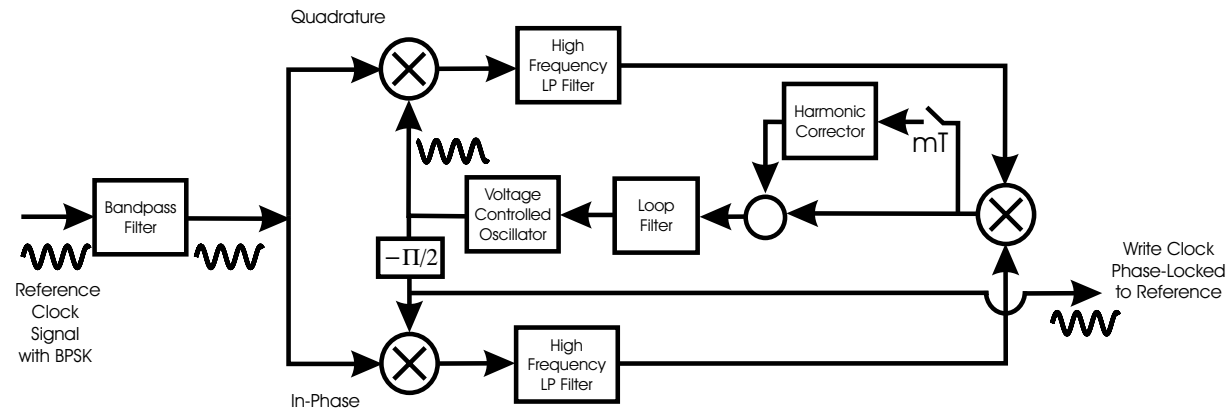 Quadrature
High
Frequency
LP Filter
Harmonic
Corrector
mT
Bandpass
Filter
Voltage
Controlled
Oscillator
Loop
Filter
−Π/2
Write Clock
Phase-Locked
to Reference
Reference
Clock
Signal
with BPSK
High
Frequency
LP Filter
In-Phase